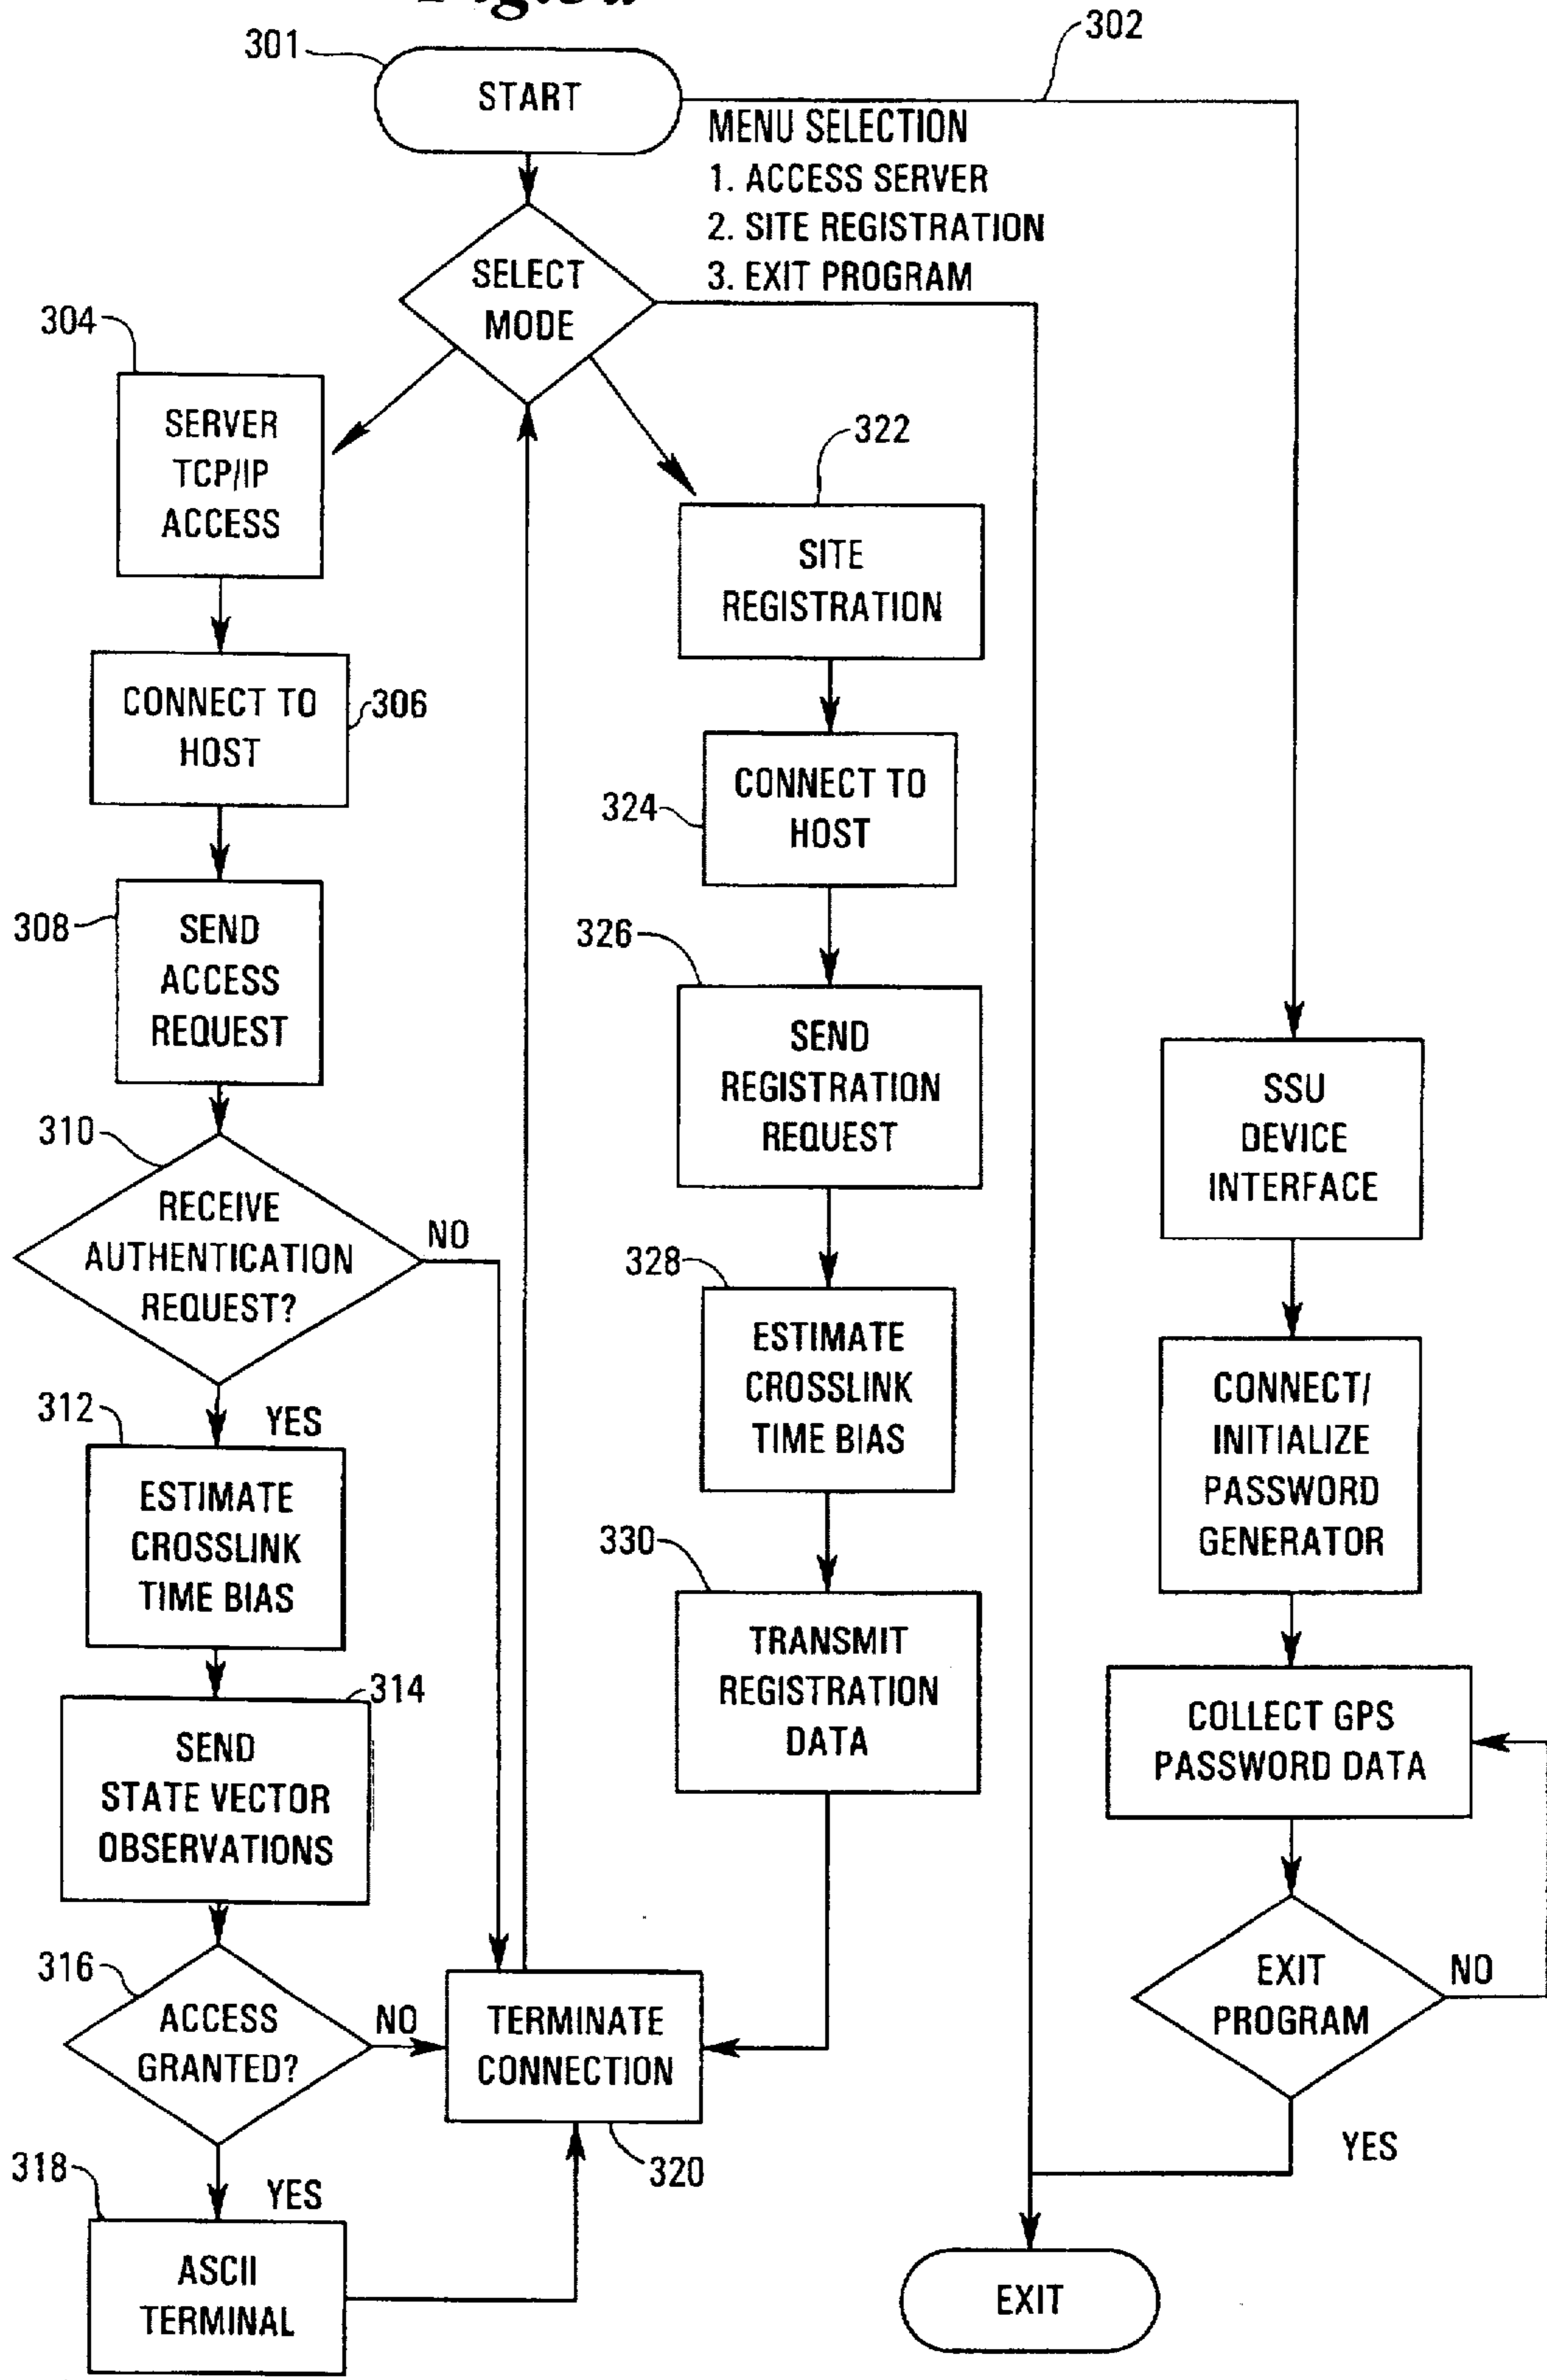 301
START
302
MENU SELECTION
1. ACCESS SERVER
2. SITE REGISTRATION
3. EXIT PROGRAM
SELECT
MODE
304
SERVER
TCP/IP
ACCESS
322
SITE
REGISTRATION
CONNECT TO
HOST
306
324
CONNECT TO
HOST
308
SEND
ACCESS
REQUEST
326
SEND
REGISTRATION
REQUEST
SSU
DEVICE
INTERFACE
310
RECEIVE
AUTHENTICATION
REQUEST?
NO
328
ESTIMATE
CROSSLINK
TIME BIAS
CONNECT/
INITIALIZE
PASSWORD
GENERATOR
312
YES
ESTIMATE
CROSSLINK
TIME BIAS
330
TRANSMIT
REGISTRATION
DATA
314
SEND
STATE VECTOR
OBSERVATIONS
COLLECT GPS
PASSWORD DATA
316
ACCESS
GRANTED?
NO
TERMINATE
CONNECTION
320
EXIT
PROGRAM
NO
YES
318
YES
ASCII
TERMINAL
EXIT